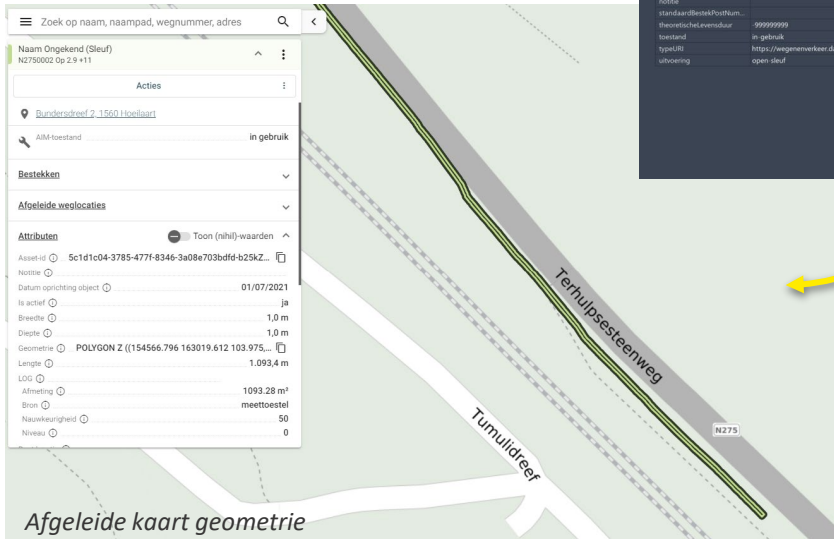 Zoek op naam, naampad, wegnummer, adres
Naam Ongekend (Sleuf)
N2750002 Op 2.9 +11
Acties
Bundersdreef 2, 1560 Hoeilaart
AIM-toestand in gebruik
Bestekken
Afgeleide weglocaties
Attributen Toon (nihil)-waarden
Asset-id 5c1d1c04-3785-477f-8346-3a08e703bdfd-b25kZ...
Notitie
Datum oprichting object 01/07/2021
Is actief ja
Breedte 1,0 m
Diepte 1,0 m
Geometrie POLYGON Z ((154566.796 163019.612 103.975,...
Lengte 1.093,4 m
LOG
Afmeting 1093.28 m²
Bron meettoestel
Nauwkeurigheid 50
Niveau 0
notitie
standaardBestekPostNum...
theoretischeLevensduur -999999999
toestand in-gebruik
typeURI https://wegenenverkeer.da
uitvoering open-sleuf
Terhulpsesteenweg
N275
Tumulidreef
Afgeleide kaart geometrie